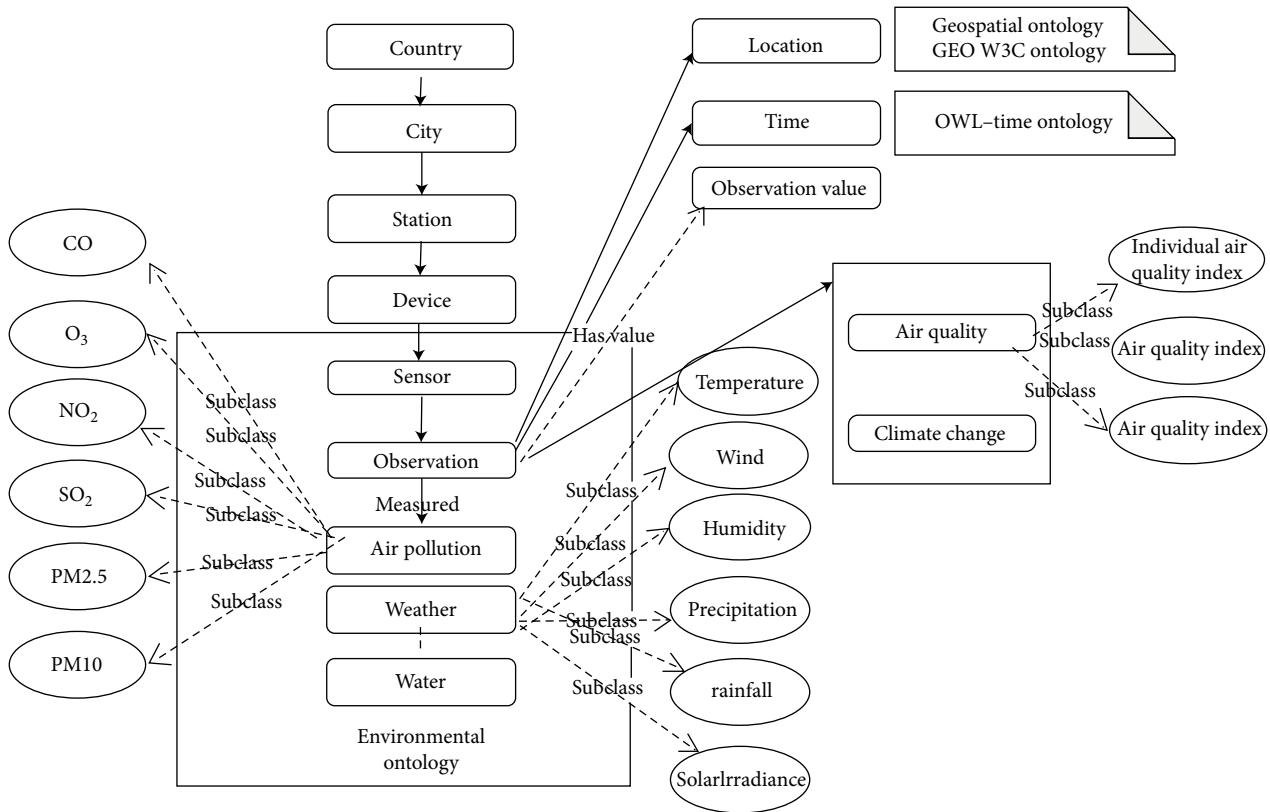 Country
City
Station
Device
Sensor
Observation
Measured
Air pollution
Weather
Water
Environmental
ontology
CO
O₃
NO₂
SO₂
PM2.5
PM10
Subclass
Subclass
Subclass
Subclass
Subclass
Subclass
Location
Time
Observation value
Geospatial ontology
GEO W3C ontology
OWL–time ontology
Has value
Temperature
Wind
Humidity
Precipitation
rainfall
SolarIrradiance
Subclass
Subclass
Subclass
Subclass
Subclass
Subclass
Air quality
Climate change
Subclass
Subclass
Subclass
Individual air
quality index
Air quality index
Air quality index